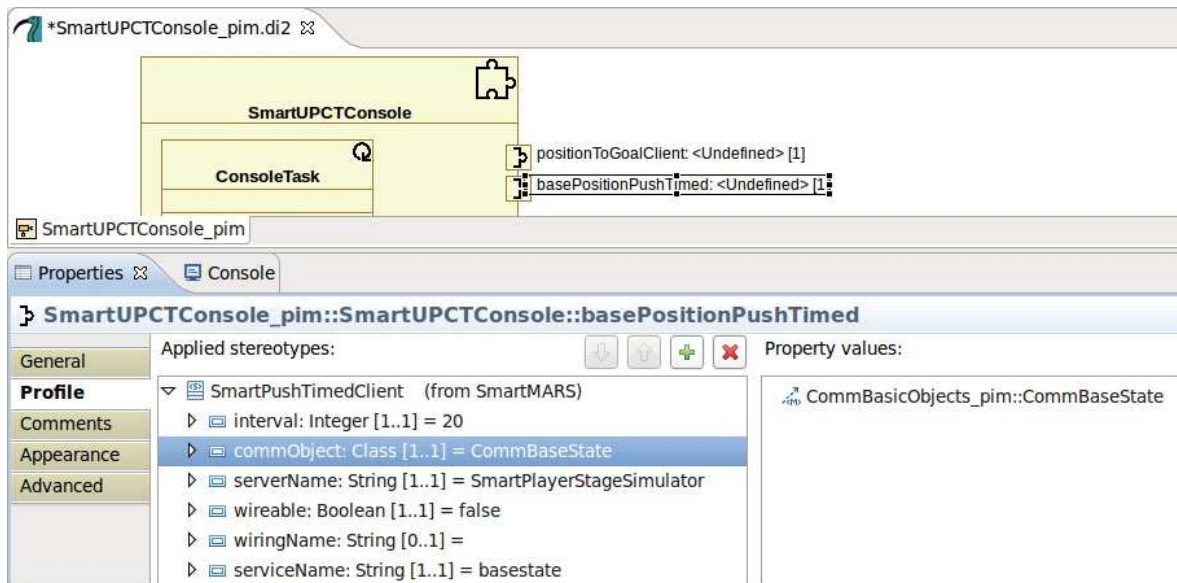 *SmartUPCTConsole_pim.di2
SmartUPCTConsole
ConsoleTask
positionToGoalClient: <Undefined> [1]
basePositionPushTimed: <Undefined> [1
SmartUPCTConsole_pim
Properties Console
SmartUPCTConsole_pim::SmartUPCTConsole::basePositionPushTimed
General
Profile
Comments
Appearance
Advanced
Applied stereotypes:
SmartPushTimedClient (from SmartMARS)
interval: Integer [1..1] = 20
commObject: Class [1..1] = CommBaseState
serverName: String [1..1] = SmartPlayerStageSimulator
wireable: Boolean [1..1] = false
wiringName: String [0..1] =
serviceName: String [1..1] = basestate
Property values:
CommBasicObjects_pim::CommBaseState